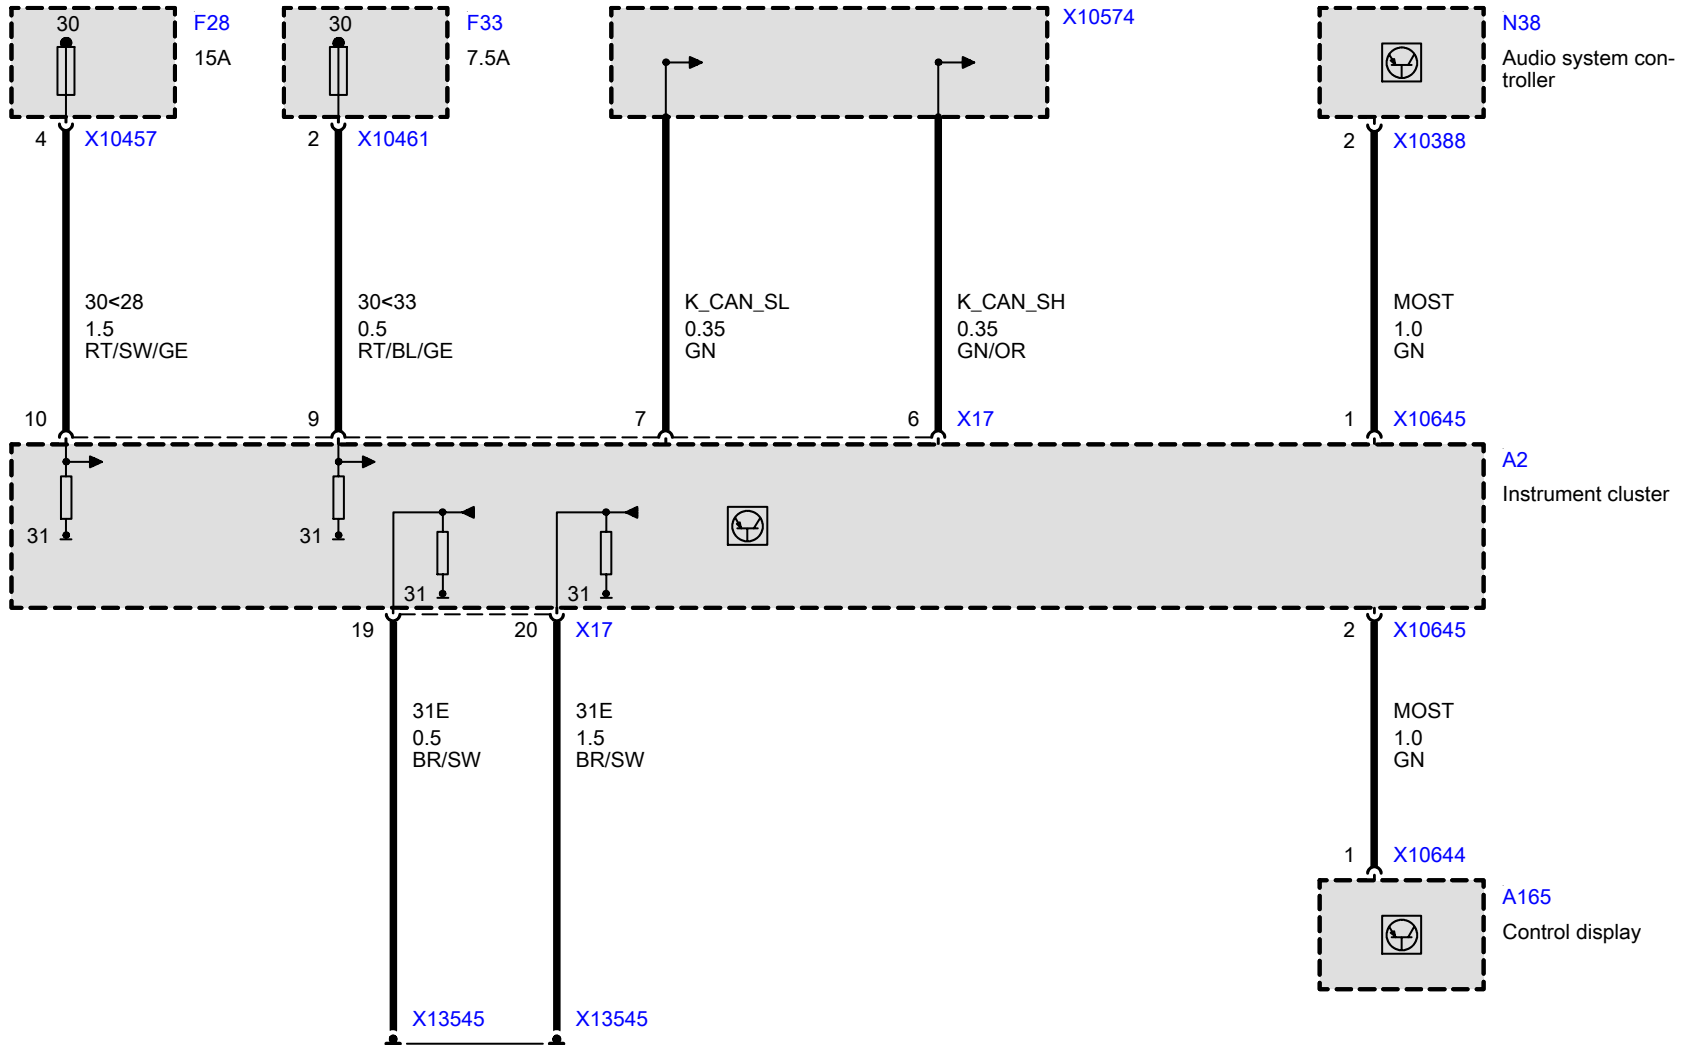 30
F28
15A
30
F33
7.5A
X10574
N38
Audio system con-
troller
4
X10457
2
X10461
2
X10388
30<28
1.5
RT/SW/GE
30<33
0.5
RT/BL/GE
K_CAN_SL
0.35
GN
K_CAN_SH
0.35
GN/OR
MOST
1.0
GN
10
9
7
6
X17
1
X10645
A2
Instrument cluster
31
31
31
31
19
20
X17
2
X10645
31E
0.5
BR/SW
31E
1.5
BR/SW
MOST
1.0
GN
1
X10644
A165
Control display
X13545
X13545